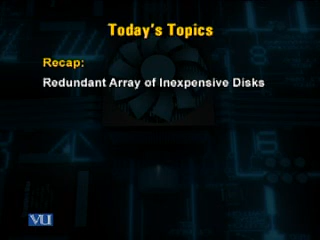 Today's Topics
Recap:
Redundant Array of Inexpensive Disks
VU